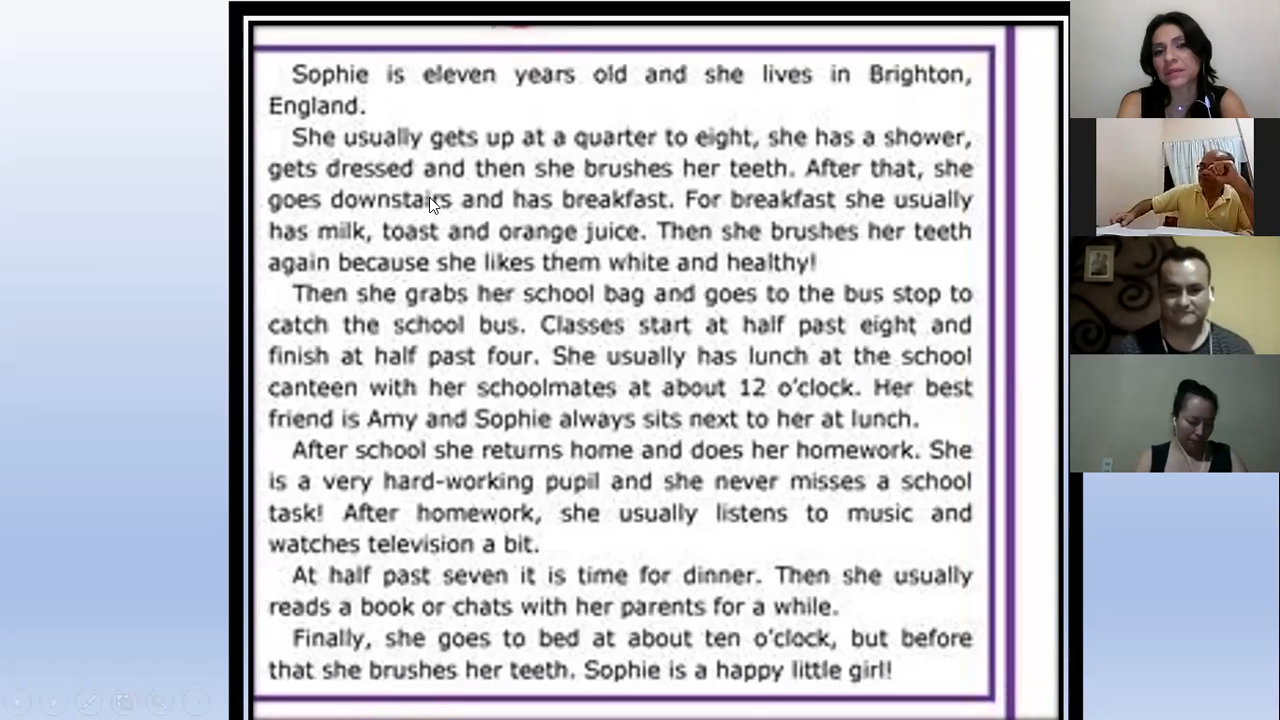 Sophie is eleven years old and she lives in Brighton,
England.
She usually gets up at a quarter to eight, she has a shower,
gets dressed and then she brushes her teeth. After that, she
goes downstairs and has breakfast. For breakfast she usually
has milk, toast and orange juice. Then she brushes her teeth
again because she likes them white and healthy!
Then she grabs her school bag and goes to the bus stop to
catch the school bus. Classes start at half past eight and
finish at half past four. She usually has lunch at the school
canteen with her schoolmates at about 12 o'clock. Her best
friend is Amy and Sophie always sits next to her at lunch.
After school she returns home and does her homework. She
is a very hard-working pupil and she never misses a school
task! After homework, she usually listens to music and
watches television a bit.
At half past seven it is time for dinner. Then she usually
reads a book or chats with her parents for a while.
Finally, she goes to bed at about ten o'clock, but before
that she brushes her teeth. Sophie is a happy little girl!